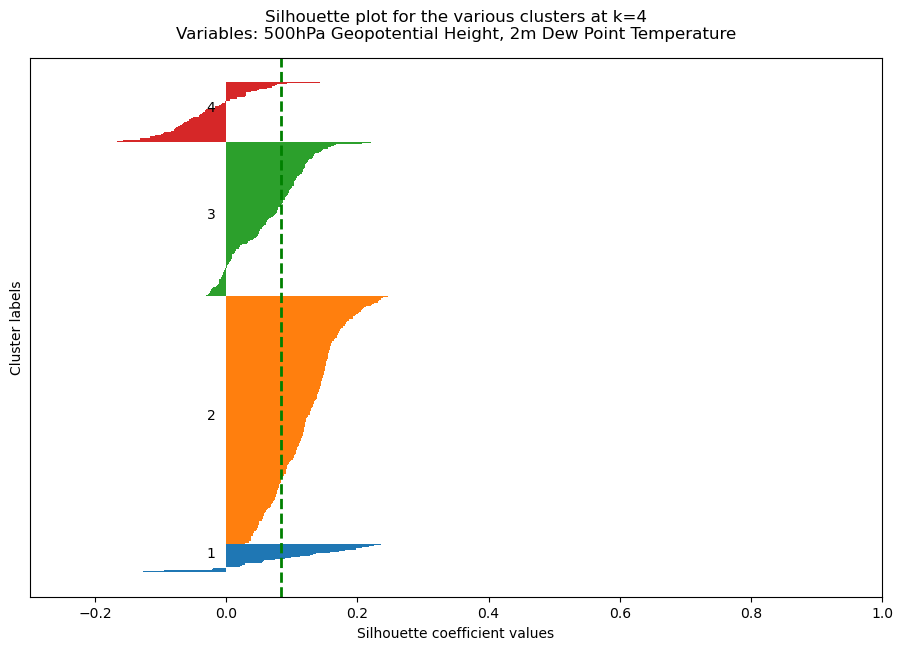 Silhouette plot for the various clusters at k=4
Variables: 500hPa Geopotential Height, 2m Dew Point Temperature
4
3
2
1
Cluster labels
−0.2 0.0 0.2 0.4 0.6 0.8 1.0
Silhouette coefficient values